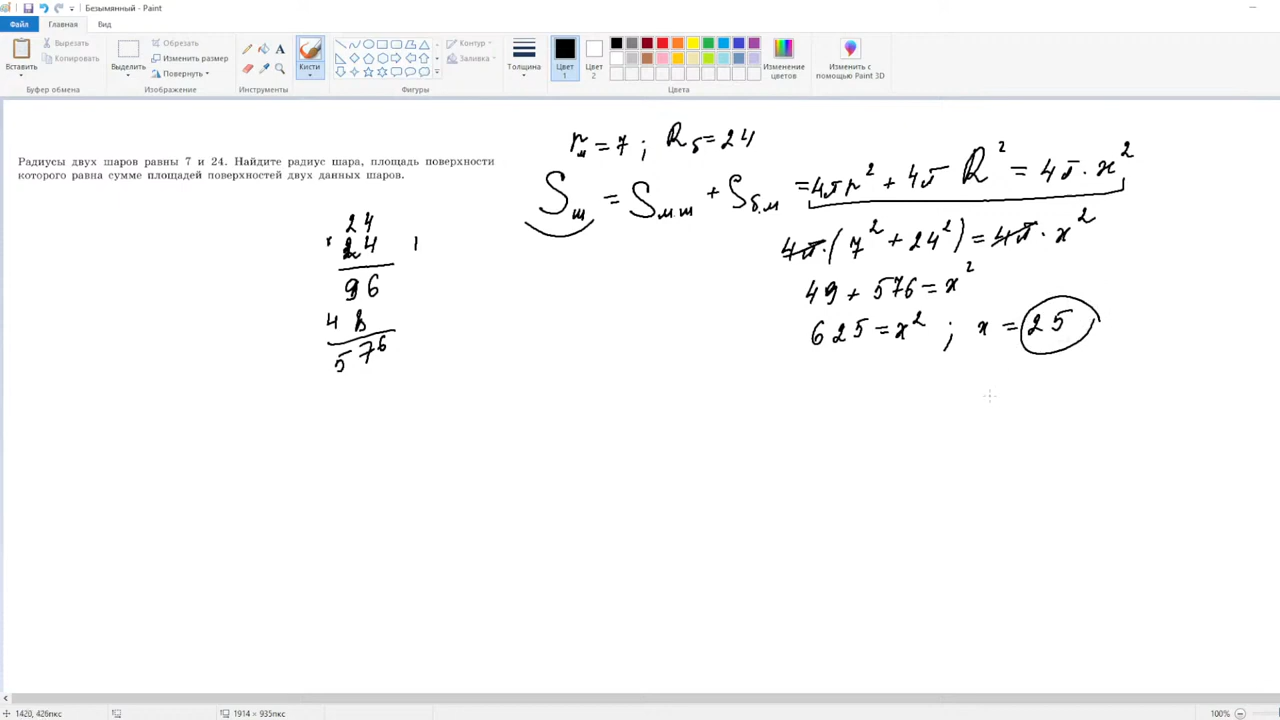 Безымянный - Paint
Файл Главная Вид
Вставить
Вырезать
Копировать
Буфер обмена
Выделить
Обрезать
Изменить размер
Повернуть
Изображение
Инструменты
Кисти
Контур
Заливка
Фигуры
Толщина
Цвет 1
Цвет 2
Цвета
Изменение цветов
Изменить с помощью Paint 3D
Радиусы двух шаров равны 7 и 24. Найдите радиус шара, площадь поверхности
которого равна сумме площадей поверхностей двух данных шаров.
24
24
96
4 8
576
= 7 ; R б = 24
S ш = S м.ш + S б.ш = 4πr² + 4π R² = 4π · x²
4π · (7² + 24²) = 4π · x²
49 + 576 = x²
625 = x² ; x = 25
1420, 426пкс 1914 × 935пкс 100%